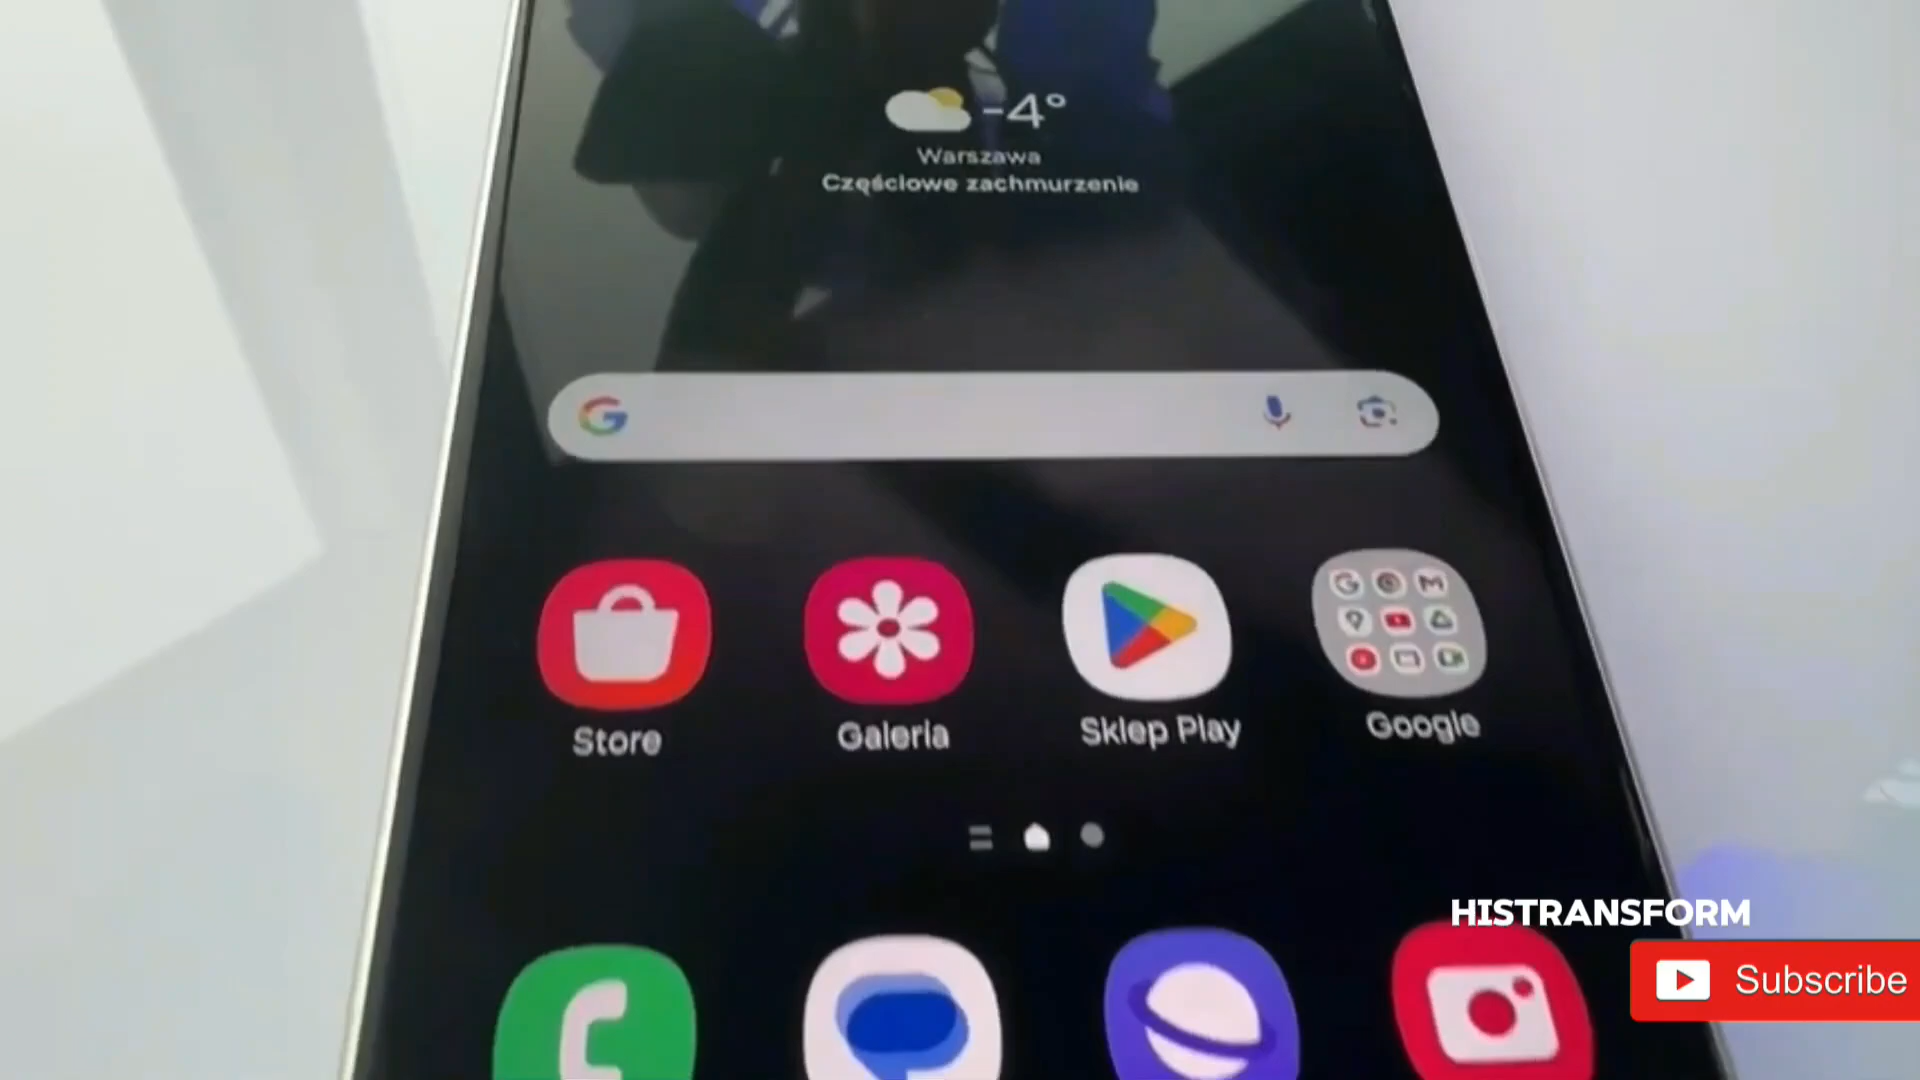 -4°
Warszawa
Częściowe zachmurzenie
Store
Galeria
Sklep Play
Google
HISTRANSFORM
Subscribe